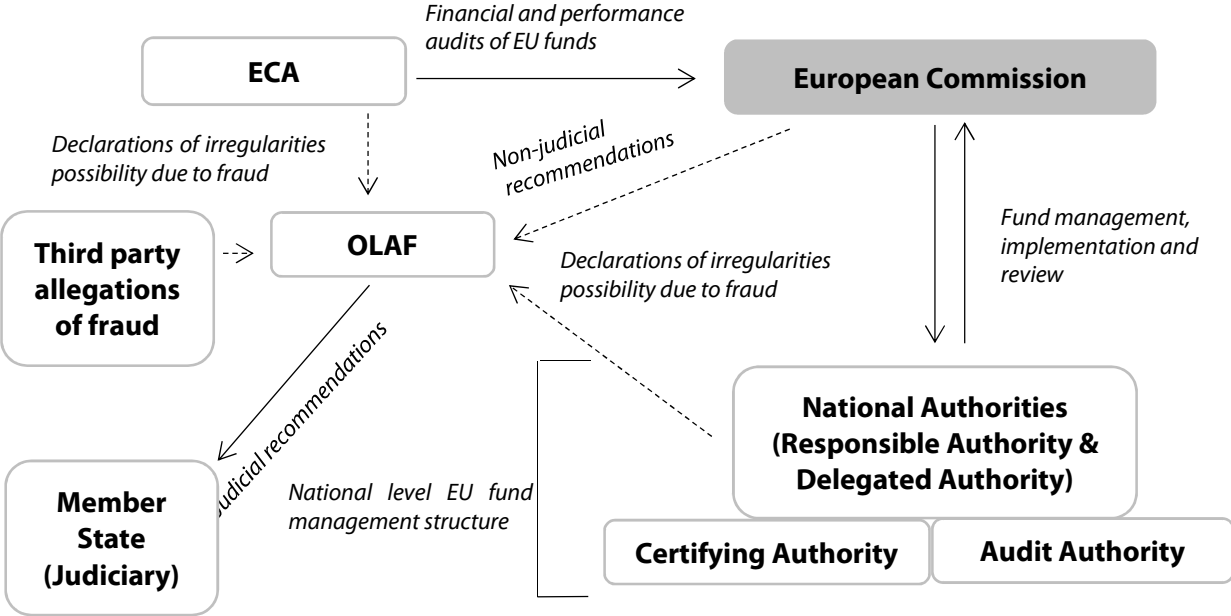 Financial and performance
audits of EU funds
ECA
European Commission
Declarations of irregularities
possibility due to fraud
Non-judicial
recommendations
Third party
allegations
of fraud
OLAF
Declarations of irregularities
possibility due to fraud
Fund management,
implementation and
review
Judicial recommendations
National Authorities
(Responsible Authority &
Delegated Authority)
Member
State
(Judiciary)
National level EU fund
management structure
Certifying Authority
Audit Authority